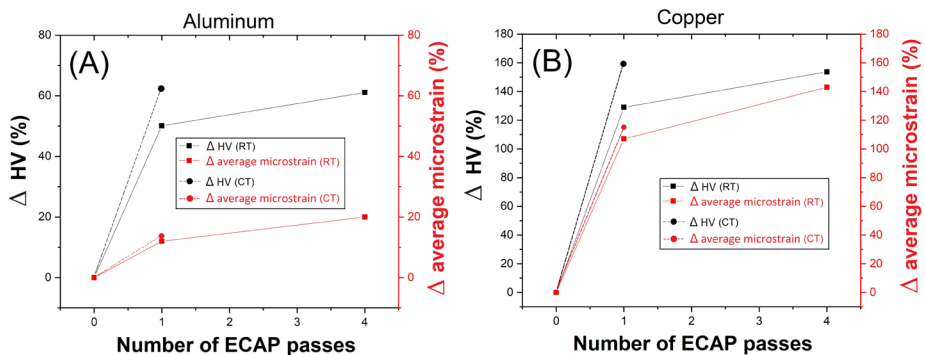 Aluminum
(A)
80
60
40
20
0
Δ HV (%)
80
60
40
20
0
Δ average microstrain (%)
Δ HV (RT)
Δ average microstrain (RT)
Δ HV (CT)
Δ average microstrain (CT)
0 1 2 3 4
Number of ECAP passes
Copper
(B)
180
160
140
120
100
80
60
40
20
0
Δ HV (%)
180
160
140
120
100
80
60
40
20
0
Δ average microstrain (%)
Δ HV (RT)
Δ average microstrain (RT)
Δ HV (CT)
Δ average microstrain (CT)
0 1 2 3 4
Number of ECAP passes